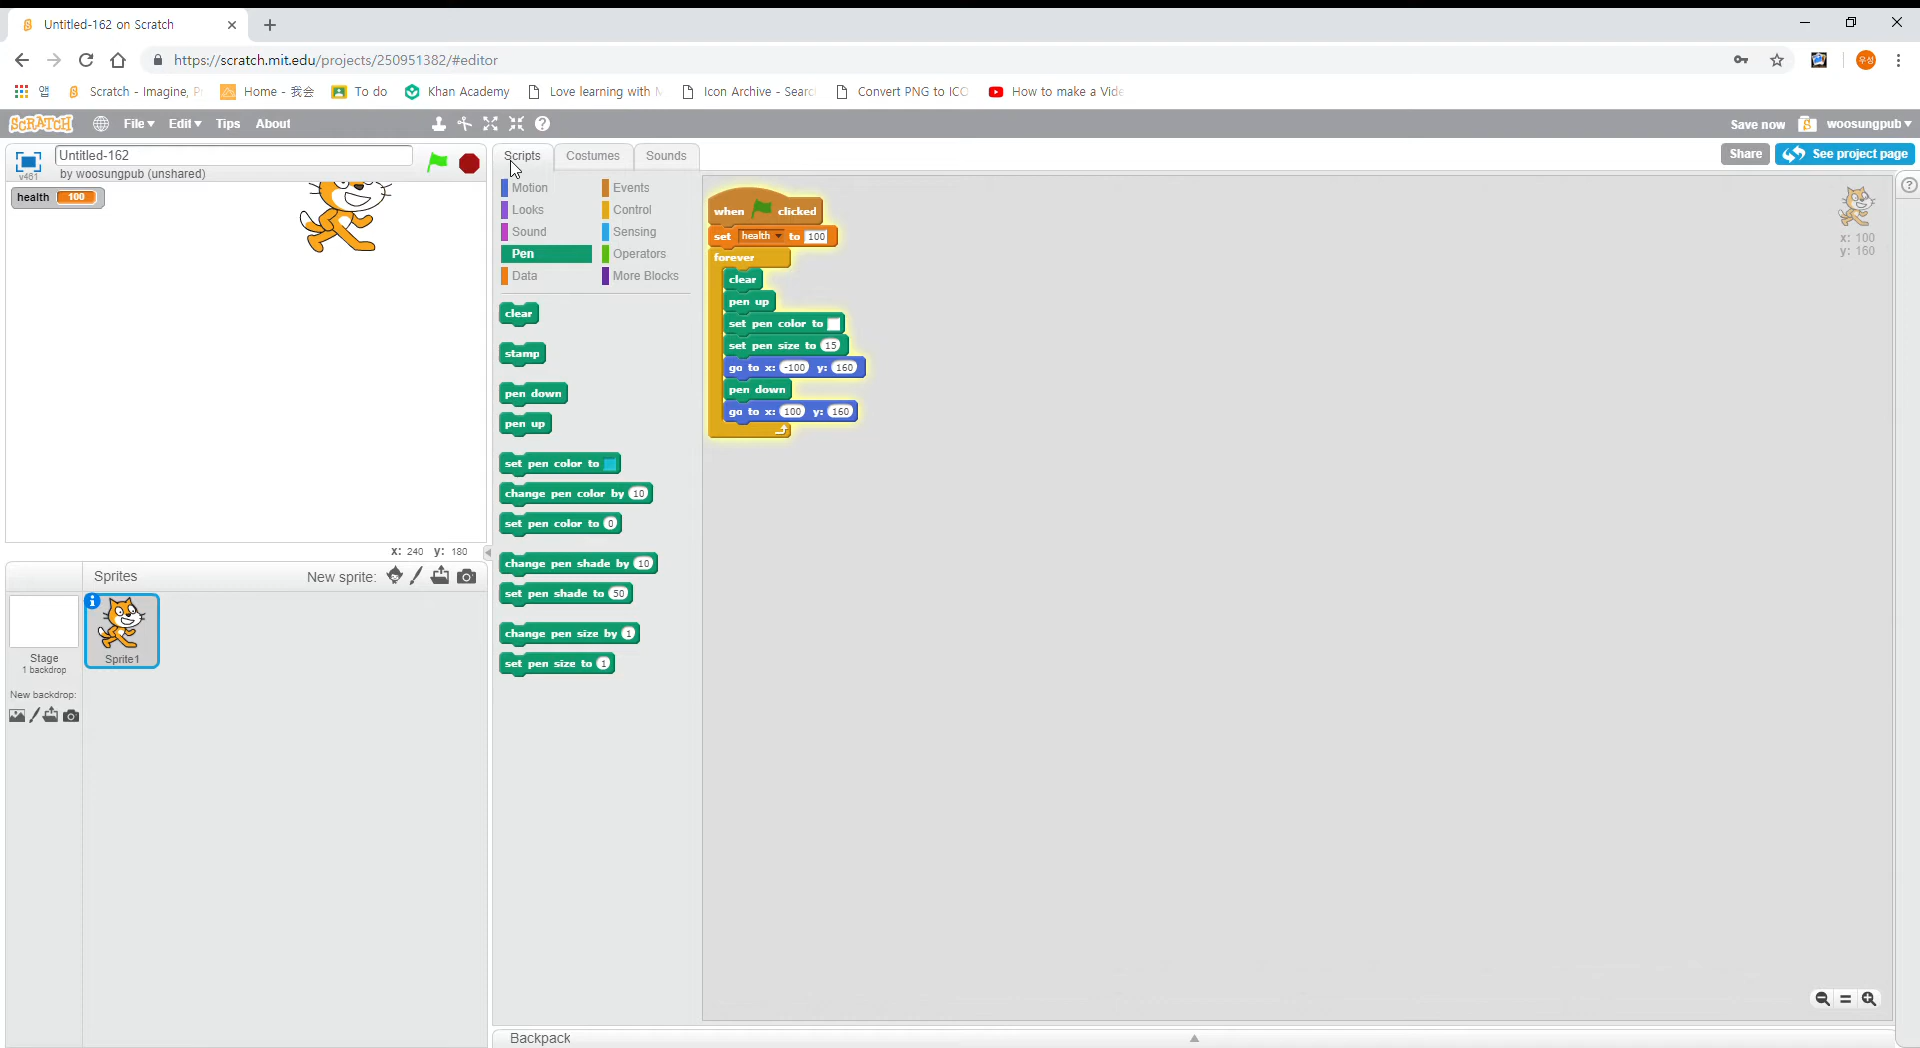 Untitled-162 on Scratch
https://scratch.mit.edu/projects/250951382/#editor
우성
앱
Scratch - Imagine, P
Home - 我会
To do
Khan Academy
Love learning with
Icon Archive - Searc
Convert PNG to ICO
How to make a Vide
SCRATCH
File
Edit
Tips
About
Save now
woosungpub
Untitled-162
by woosungpub (unshared)
v461
Scripts
Costumes
Sounds
Share
See project page
health 100
Motion
Events
Looks
Control
Sound
Sensing
Pen
Operators
Data
More Blocks
clear
stamp
pen down
pen up
set pen color to
change pen color by 10
set pen color to 0
change pen shade by 10
set pen shade to 50
change pen size by 1
set pen size to 1
when clicked
set health to 100
forever
clear
pen up
set pen color to
set pen size to 15
go to x: -100 y: 160
pen down
go to x: 100 y: 160
x: 100
y: 160
X: 240 y: 180
Sprites
New sprite:
Sprite1
Stage
1 backdrop
New backdrop:
Backpack